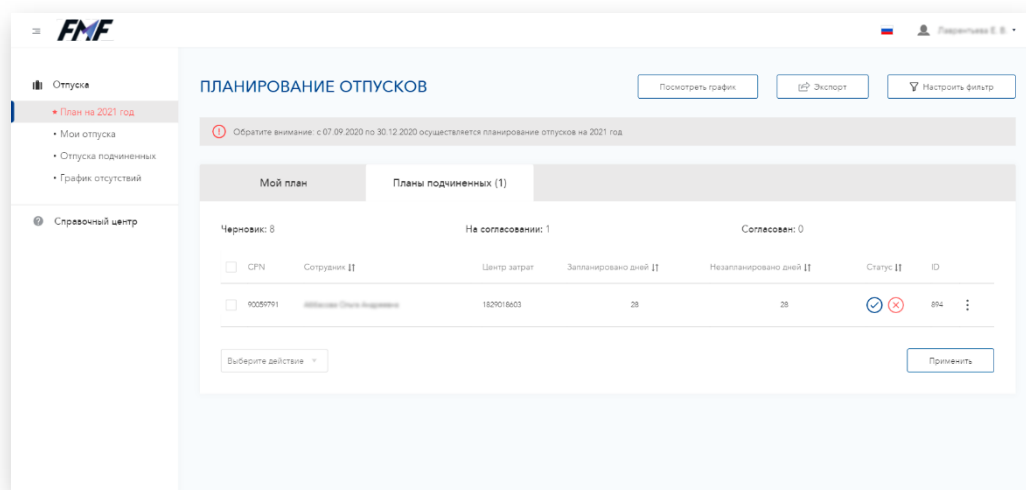 FMF
ПЛАНИРОВАНИЕ ОТПУСКОВ
Посмотреть график
Экспорт
Настроить фильтр
Отпуска
План на 2021 год
Мои отпуска
Отпуска подчиненных
График отсутствий
Справочный центр
Обратите внимание: с 07.09.2020 по 30.12.2020 осуществляется планирование отпусков на 2021 год
Мой план
Планы подчиненных (1)
Черновик: 8
На согласовании: 1
Согласован: 0
CPN Сотрудник Центр затрат Запланировано дней Незапланировано дней Статус ID
90059791 1829018603 28 28 894
Выберите действие
Применить